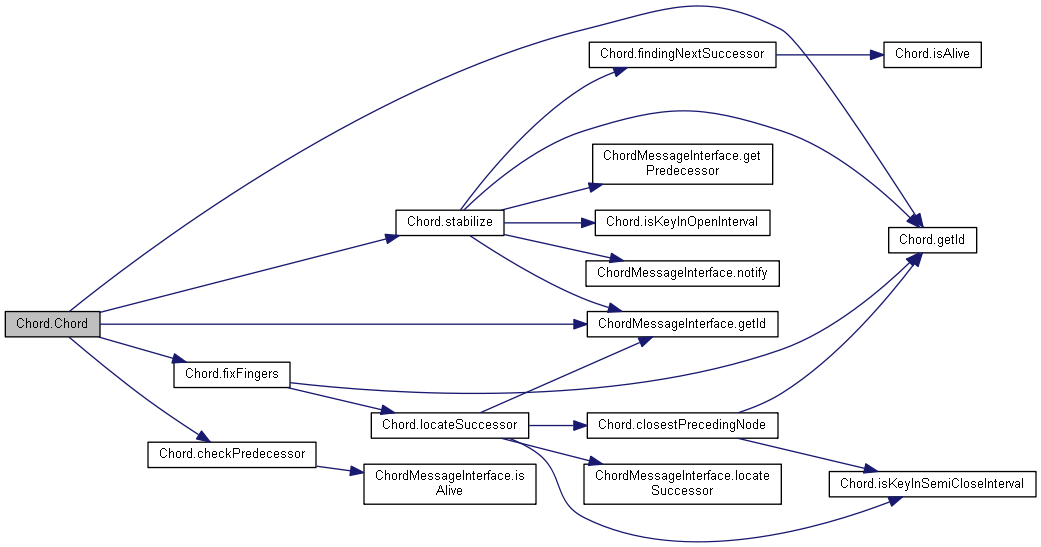 Chord.findingNextSuccessor
Chord.isAlive
ChordMessageInterface.get
Predecessor
Chord.stabilize
Chord.isKeyInOpenInterval
Chord.getId
ChordMessageInterface.notify
Chord.Chord
ChordMessageInterface.getId
Chord.fixFingers
Chord.locateSuccessor
Chord.closestPrecedingNode
Chord.checkPredecessor
ChordMessageInterface.is
Alive
ChordMessageInterface.locate
Successor
Chord.isKeyInSemiCloseInterval